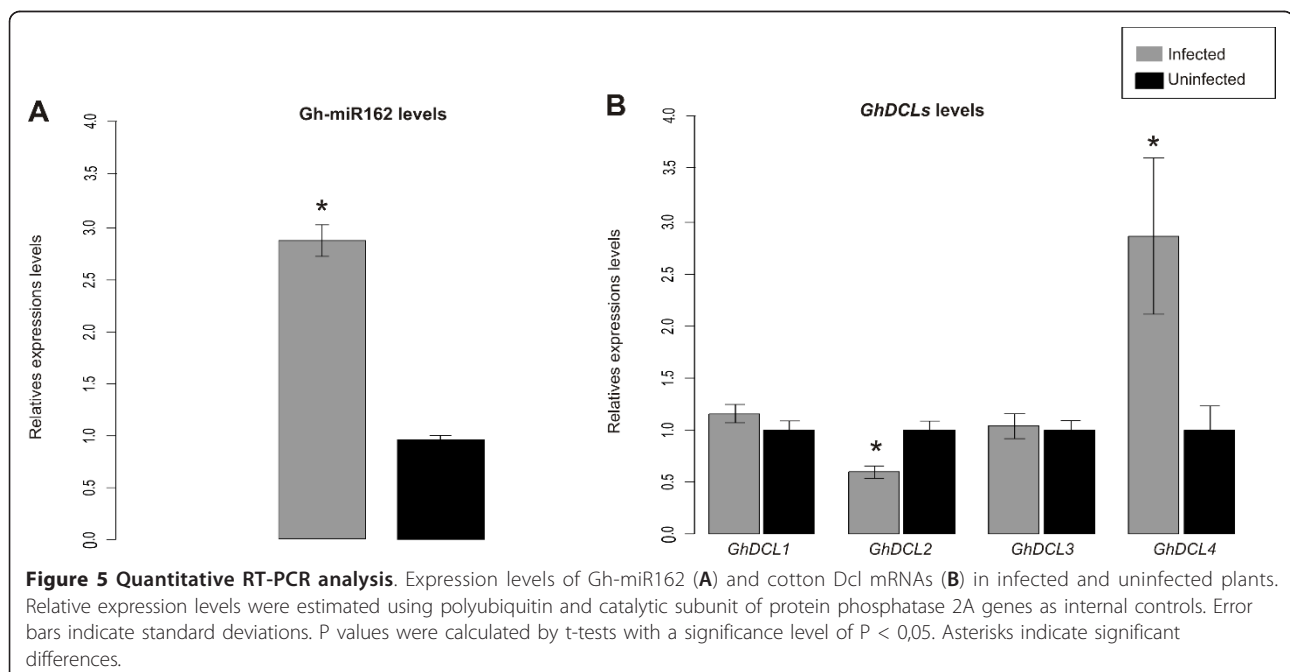 Infected
Uninfected
A
Gh-miR162 levels
Relatives expressions levels
4.0
3.5
3.0
2.5
2.0
1.5
1.0
0.5
0.0
*
B
GhDCLs levels
Relatives expressions levels
4.0
3.5
3.0
2.5
2.0
1.5
1.0
0.5
0.0
*
*
GhDCL1 GhDCL2 GhDCL3 GhDCL4
Figure 5 Quantitative RT-PCR analysis. Expression levels of Gh-miR162 (A) and cotton Dcl mRNAs (B) in infected and uninfected plants.
Relative expression levels were estimated using polyubiquitin and catalytic subunit of protein phosphatase 2A genes as internal controls. Error
bars indicate standard deviations. P values were calculated by t-tests with a significance level of P < 0,05. Asterisks indicate significant
differences.